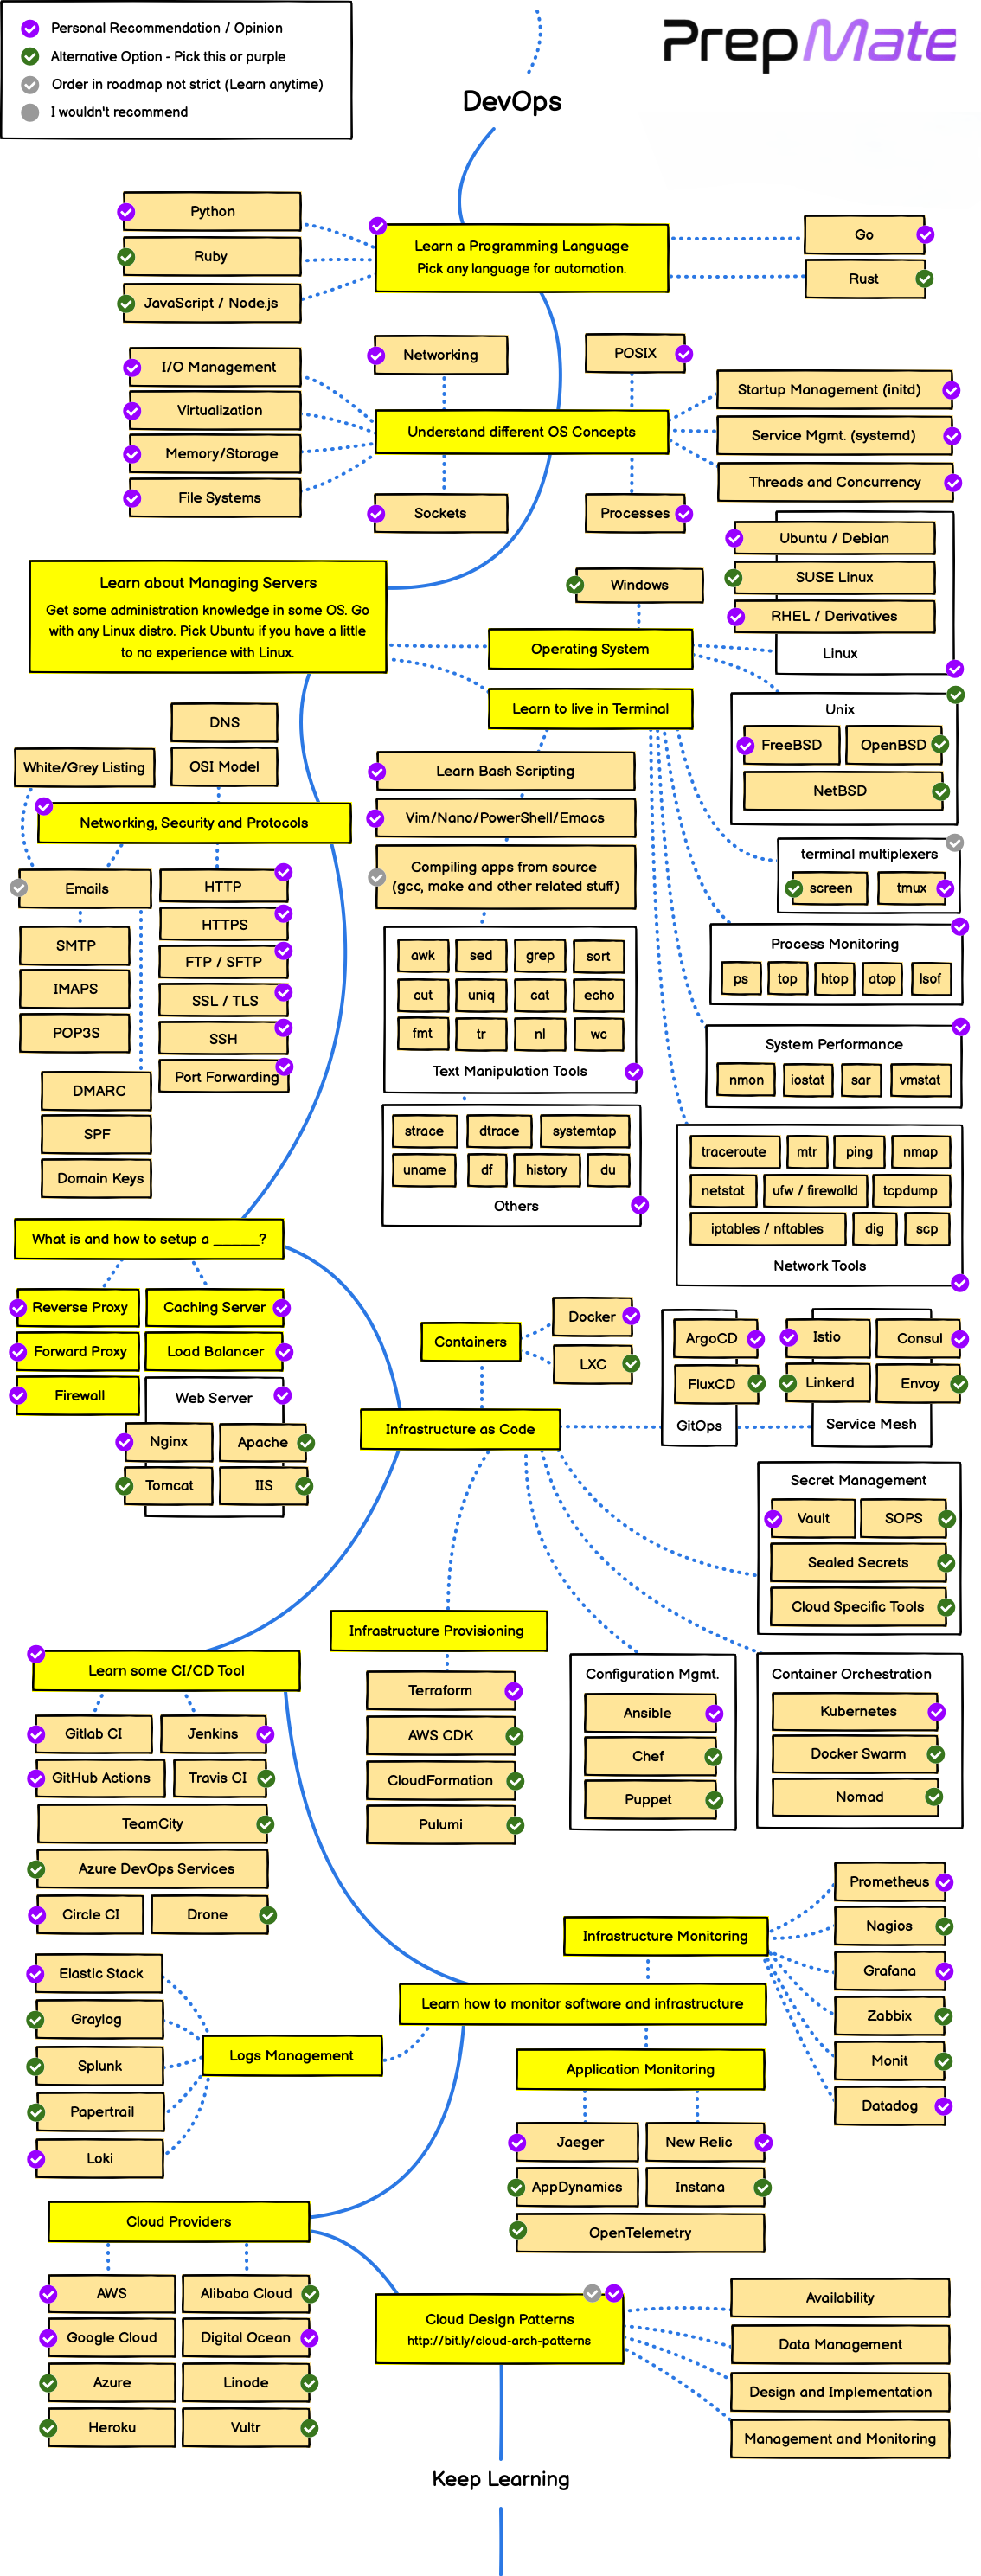 Personal Recommendation / Opinion
Alternative Option - Pick this or purple
Order in roadmap not strict (Learn anytime)
I wouldn't recommend
PrepMate
DevOps
Python
Ruby
JavaScript / Node.js
Learn a Programming Language
Pick any language for automation.
Go
Rust
I/O Management
Virtualization
Memory/Storage
File Systems
Networking
POSIX
Understand different OS Concepts
Sockets
Processes
Startup Management (initd)
Service Mgmt. (systemd)
Threads and Concurrency
Learn about Managing Servers
Get some administration knowledge in some OS. Go
with any Linux distro. Pick Ubuntu if you have a little
to no experience with Linux.
Windows
Operating System
Ubuntu / Debian
SUSE Linux
RHEL / Derivatives
Linux
Learn to live in Terminal
Unix
FreeBSD
OpenBSD
NetBSD
DNS
OSI Model
White/Grey Listing
Networking, Security and Protocols
Emails
SMTP
IMAPS
POP3S
DMARC
SPF
Domain Keys
HTTP
HTTPS
FTP / SFTP
SSL / TLS
SSH
Port Forwarding
Learn Bash Scripting
Vim/Nano/PowerShell/Emacs
Compiling apps from source
(gcc, make and other related stuff)
awk
sed
grep
sort
cut
uniq
cat
echo
fmt
tr
nl
wc
Text Manipulation Tools
strace
dtrace
systemtap
uname
df
history
du
Others
terminal multiplexers
screen
tmux
Process Monitoring
ps
top
htop
atop
lsof
System Performance
nmon
iostat
sar
vmstat
traceroute
mtr
ping
nmap
netstat
ufw / firewalld
tcpdump
iptables / nftables
dig
scp
Network Tools
What is and how to setup a ______?
Reverse Proxy
Caching Server
Forward Proxy
Load Balancer
Firewall
Web Server
Nginx
Apache
Tomcat
IIS
Containers
Docker
LXC
Infrastructure as Code
ArgoCD
FluxCD
GitOps
Istio
Consul
Linkerd
Envoy
Service Mesh
Secret Management
Vault
SOPS
Sealed Secrets
Cloud Specific Tools
Infrastructure Provisioning
Terraform
AWS CDK
CloudFormation
Pulumi
Configuration Mgmt.
Ansible
Chef
Puppet
Container Orchestration
Kubernetes
Docker Swarm
Nomad
Learn some CI/CD Tool
Gitlab CI
Jenkins
GitHub Actions
Travis CI
TeamCity
Azure DevOps Services
Circle CI
Drone
Infrastructure Monitoring
Prometheus
Nagios
Grafana
Zabbix
Monit
Datadog
Learn how to monitor software and infrastructure
Elastic Stack
Graylog
Splunk
Papertrail
Loki
Logs Management
Application Monitoring
Jaeger
New Relic
AppDynamics
Instana
OpenTelemetry
Cloud Providers
AWS
Alibaba Cloud
Google Cloud
Digital Ocean
Azure
Linode
Heroku
Vultr
Cloud Design Patterns
http://bit.ly/cloud-arch-patterns
Availability
Data Management
Design and Implementation
Management and Monitoring
Keep Learning